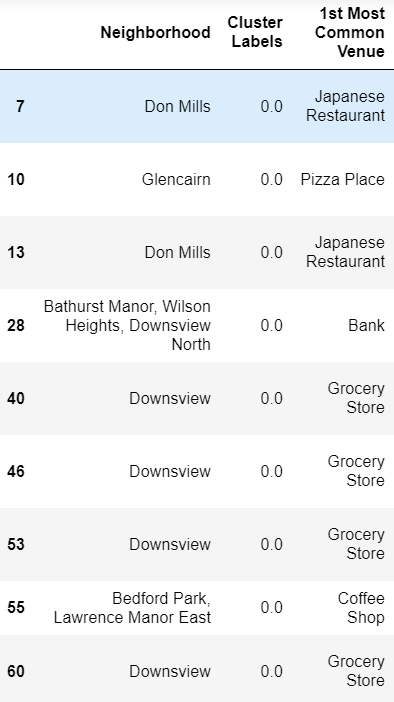 Neighborhood Cluster Labels 1st Most Common Venue
7 Don Mills 0.0 Japanese Restaurant
10 Glencairn 0.0 Pizza Place
13 Don Mills 0.0 Japanese Restaurant
28 Bathurst Manor, Wilson Heights, Downsview North 0.0 Bank
40 Downsview 0.0 Grocery Store
46 Downsview 0.0 Grocery Store
53 Downsview 0.0 Grocery Store
55 Bedford Park, Lawrence Manor East 0.0 Coffee Shop
60 Downsview 0.0 Grocery Store